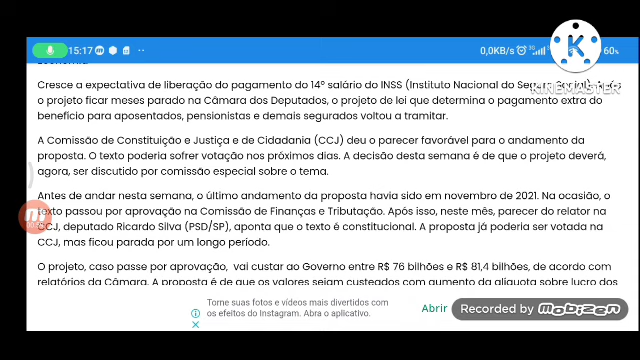 15:17
0,0KB/s
60%
KINEMASTER
Economia
Cresce a expectativa de liberação do pagamento do 14º salário do INSS (Instituto Nacional do Seguro Social). Após
o projeto ficar meses parado na Câmara dos Deputados, o projeto de lei que determina o pagamento extra do
benefício para aposentados, pensionistas e demais segurados voltou a tramitar.
A Comissão de Constituição e Justiça e de Cidadania (CCJ) deu o parecer favorável para o andamento da
proposta. O texto poderia sofrer votação nos próximos dias. A decisão desta semana é de que o projeto deverá,
agora, ser discutido por comissão especial sobre o tema.
Antes de andar nesta semana, o último andamento da proposta havia sido em novembro de 2021. Na ocasião, o
texto passou por aprovação na Comissão de Finanças e Tributação. Após isso, neste mês, parecer do relator na
CCJ, deputado Ricardo Silva (PSD/SP), aponta que o texto é constitucional. A proposta já poderia ser votada na
CCJ, mas ficou parada por um longo período.
O projeto, caso passe por aprovação, vai custar ao Governo entre R$ 76 bilhões e R$ 81,4 bilhões, de acordo com
relatórios da Câmara. A proposta é de que os valores sejam custeados com aumento da alíquota sobre lucro dos
Torne suas fotos e vídeos mais divertidos com
os efeitos do Instagram. Abra o aplicativo.
Abrir
Recorded by mobizen